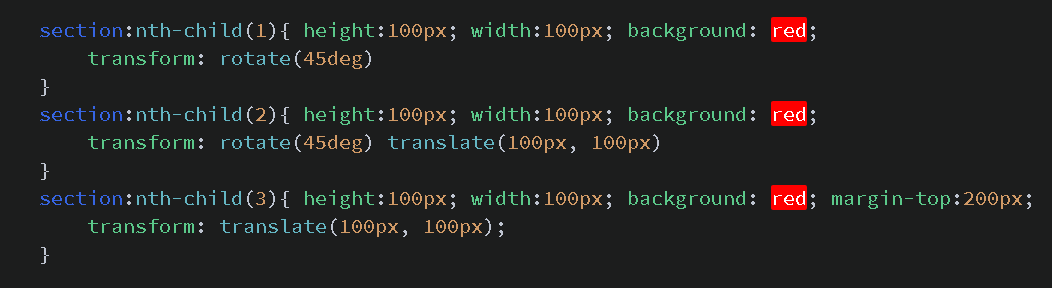 section:nth-child(1){ height:100px; width:100px; background: red;
transform: rotate(45deg)
}
section:nth-child(2){ height:100px; width:100px; background: red;
transform: rotate(45deg) translate(100px, 100px)
}
section:nth-child(3){ height:100px; width:100px; background: red; margin-top:200px;
transform: translate(100px, 100px);
}